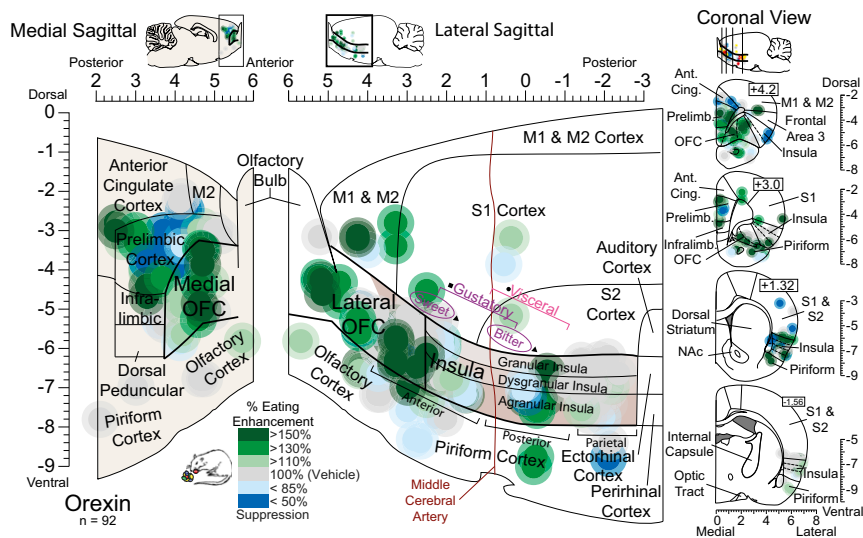 Medial Sagittal
Lateral Sagittal
Coronal View
Posterior
Anterior
Posterior
2 3 4 5 6
6 5 4 3 2 1 0 -1 -2 -3
Dorsal
0
-1
-2
-3
-4
-5
-6
-7
-8
-9
Ventral
Anterior
Cingulate
Cortex
M2
Prelimbic
Cortex
Infra-
limbic
Medial
OFC
Dorsal
Peduncular
Piriform
Cortex
Olfactory
Cortex
Olfactory
Bulb
M1 & M2
M1 & M2 Cortex
S1 Cortex
Auditory
Cortex
S2
Cortex
Lateral
OFC
Sweet
Gustatory
Visceral
Bitter
Insula
Granular Insula
Dysgranular Insula
Agranular Insula
Anterior
Posterior
Parietal
Olfactory
Cortex
Piriform Cortex
Ectorhinal
Cortex
Perirhinal
Cortex
Middle
Cerebral
Artery
% Eating
Enhancement
>150%
>130%
>110%
100% (Vehicle)
< 85%
< 50%
Suppression
Orexin
n = 92
Dorsal
Ant.
Cing.
+4.2
M1 & M2
Prelimb.
Frontal
Area 3
OFC
Insula
-2
-4
-6
-8
Ant.
Cing.
+3.0
S1
Prelimb.
Insula
Infralimb.
OFC
Piriform
-2
-4
-6
-8
+1.32
S1 &
S2
Dorsal
Striatum
Insula
NAc
Piriform
-3
-5
-7
-9
-1.56
S1 &
S2
Internal
Capsule
Insula
Optic
Tract
Piriform
-5
-7
-9
Ventral
0 2 4 6 8
Medial
Lateral